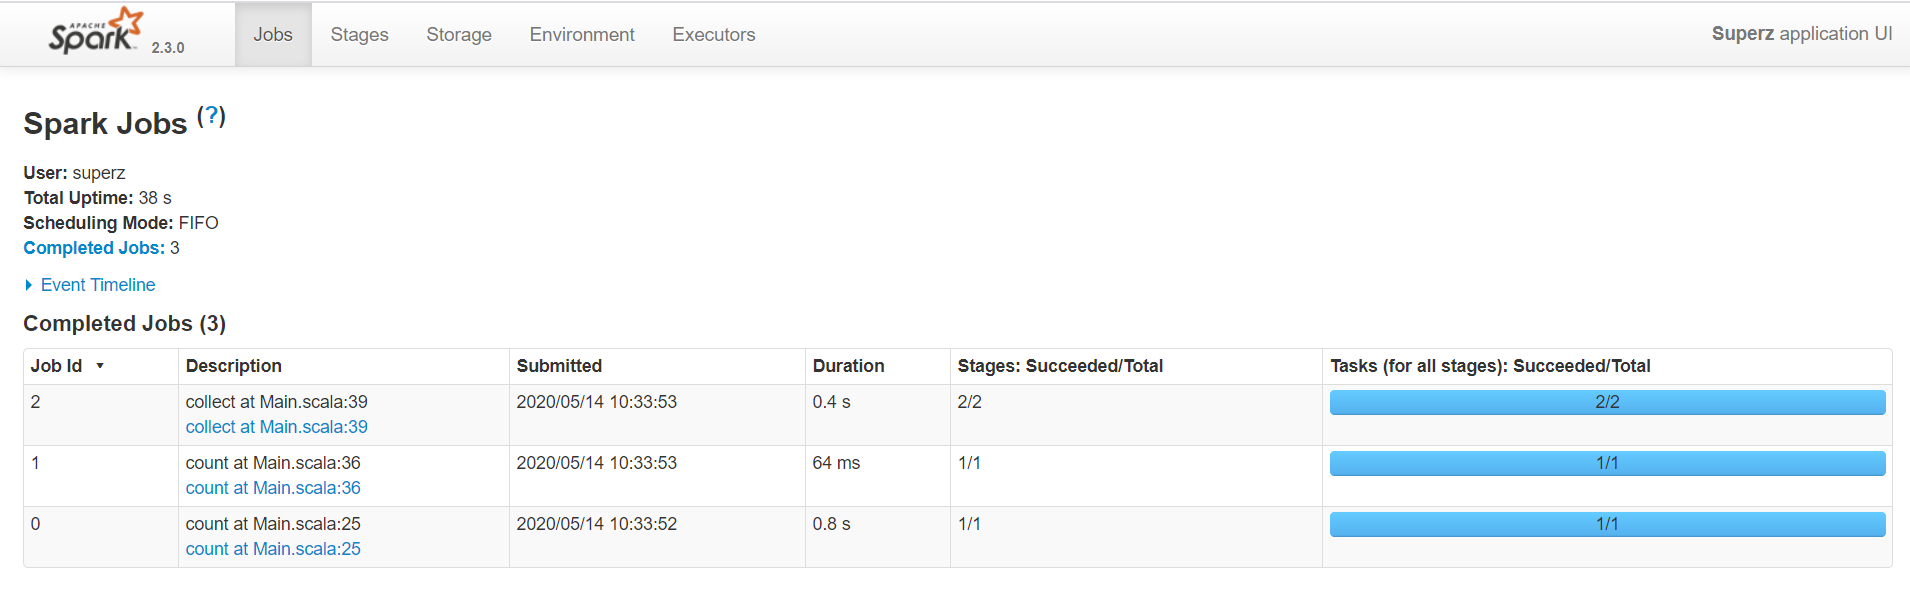 APACHE
Spark 2.3.0 Jobs Stages Storage Environment Executors Superz application UI
Spark Jobs (?)
User: superz
Total Uptime: 38 s
Scheduling Mode: FIFO
Completed Jobs: 3
Event Timeline
Completed Jobs (3)
Job Id ▾ Description Submitted Duration Stages: Succeeded/Total Tasks (for all stages): Succeeded/Total
2 collect at Main.scala:39 2020/05/14 10:33:53 0.4 s 2/2 2/2
collect at Main.scala:39
1 count at Main.scala:36 2020/05/14 10:33:53 64 ms 1/1 1/1
count at Main.scala:36
0 count at Main.scala:25 2020/05/14 10:33:52 0.8 s 1/1 1/1
count at Main.scala:25